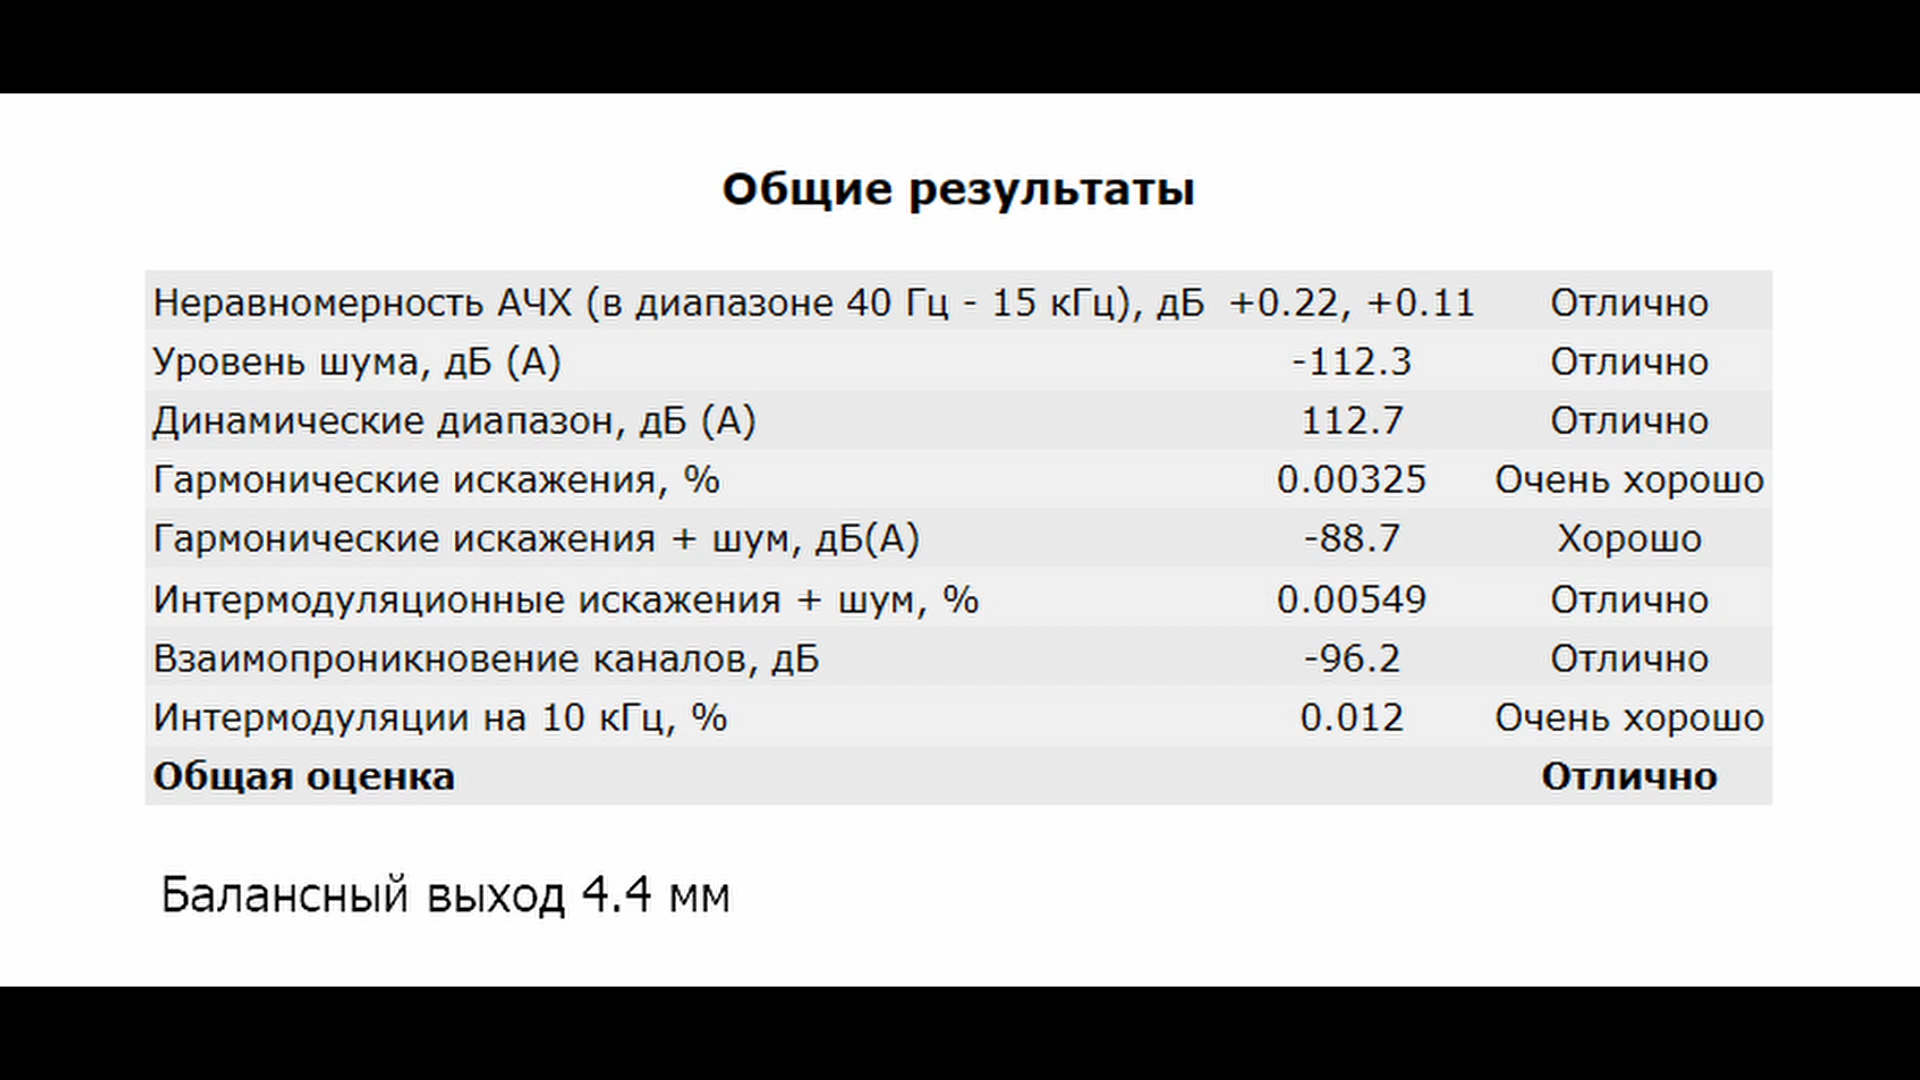 Общие результаты
Неравномерность АЧХ (в диапазоне 40 Гц - 15 кГц), дБ +0.22, +0.11 Отлично
Уровень шума, дБ (А) -112.3 Отлично
Динамический диапазон, дБ (А) 112.7 Отлично
Гармонические искажения, % 0.00325 Очень хорошо
Гармонические искажения + шум, дБ(А) -88.7 Хорошо
Интермодуляционные искажения + шум, % 0.00549 Отлично
Взаимопроникновение каналов, дБ -96.2 Отлично
Интермодуляции на 10 кГц, % 0.012 Очень хорошо
Общая оценка Отлично
Балансный выход 4.4 мм